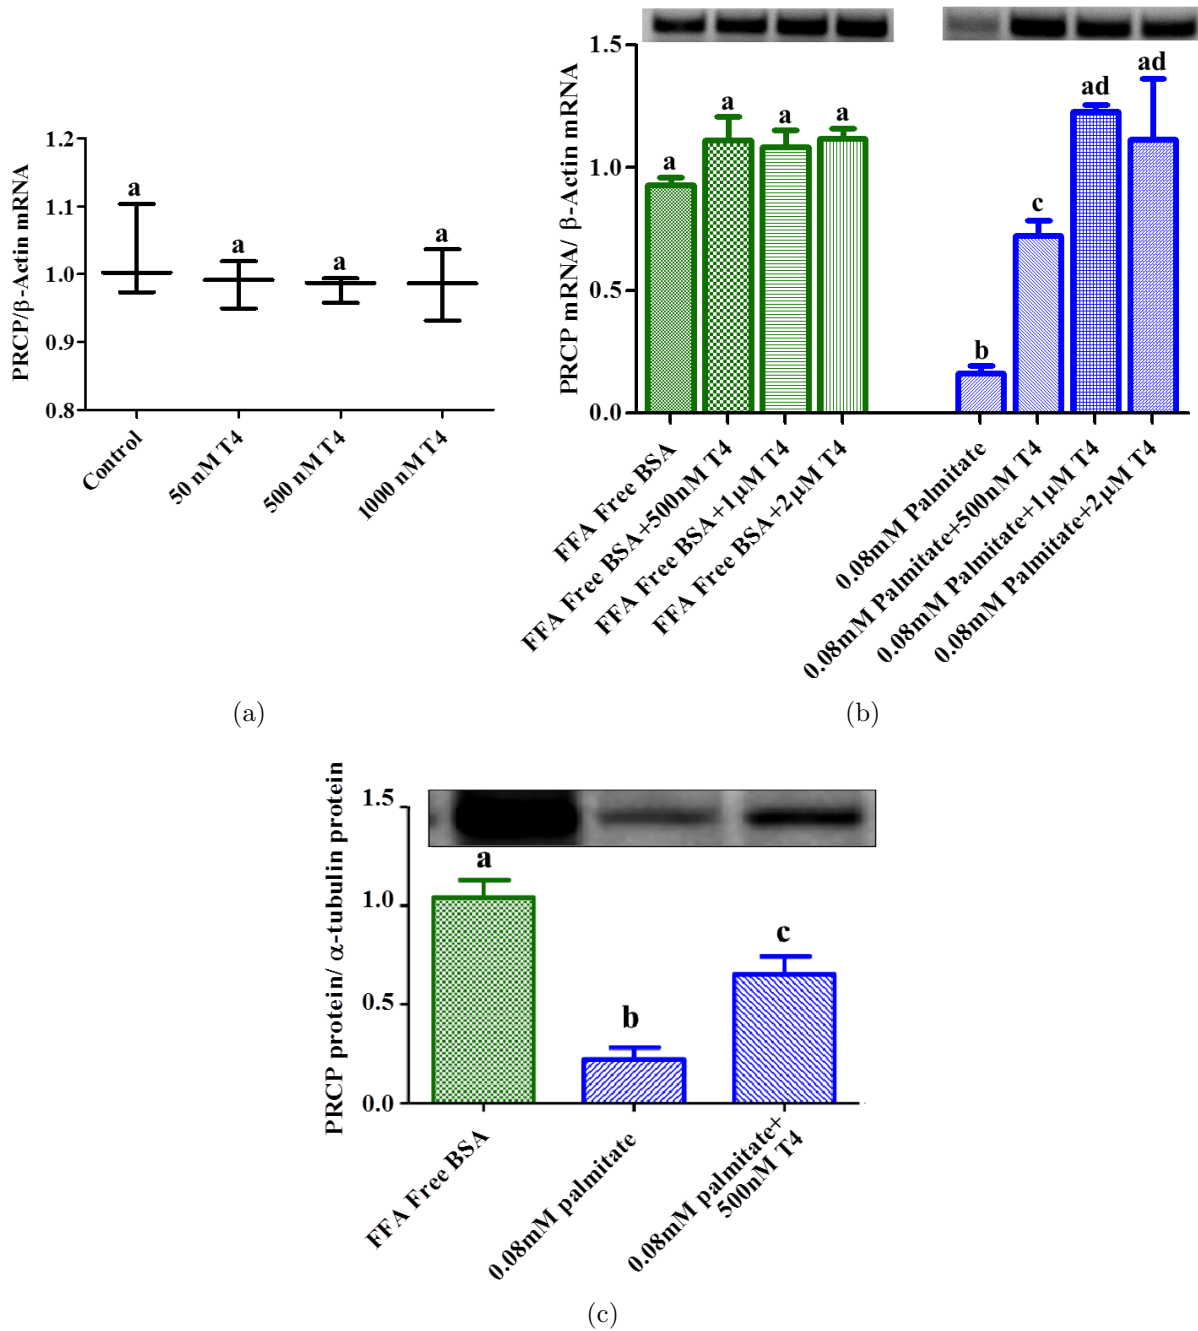 PRCP/β-Actin mRNA
1.2
1.1
1.0
0.9
0.8
a
a
a
a
Control
50 nM T4
500 nM T4
1000 nM T4
(a)
PRCP mRNA/ β-Actin mRNA
1.5
1.0
0.5
0.0
a
a
a
a
b
c
ad
ad
FFA Free BSA
FFA Free BSA+500nM T4
FFA Free BSA+1µM T4
FFA Free BSA+2µM T4
0.08mM Palmitate
0.08mM Palmitate+500nM T4
0.08mM Palmitate+1µM T4
0.08mM Palmitate+2µM T4
(b)
PRCP protein/ α-tubulin protein
1.5
1.0
0.5
0.0
a
b
c
FFA Free BSA
0.08mM palmitate
0.08mM palmitate+
500nM T4
(c)